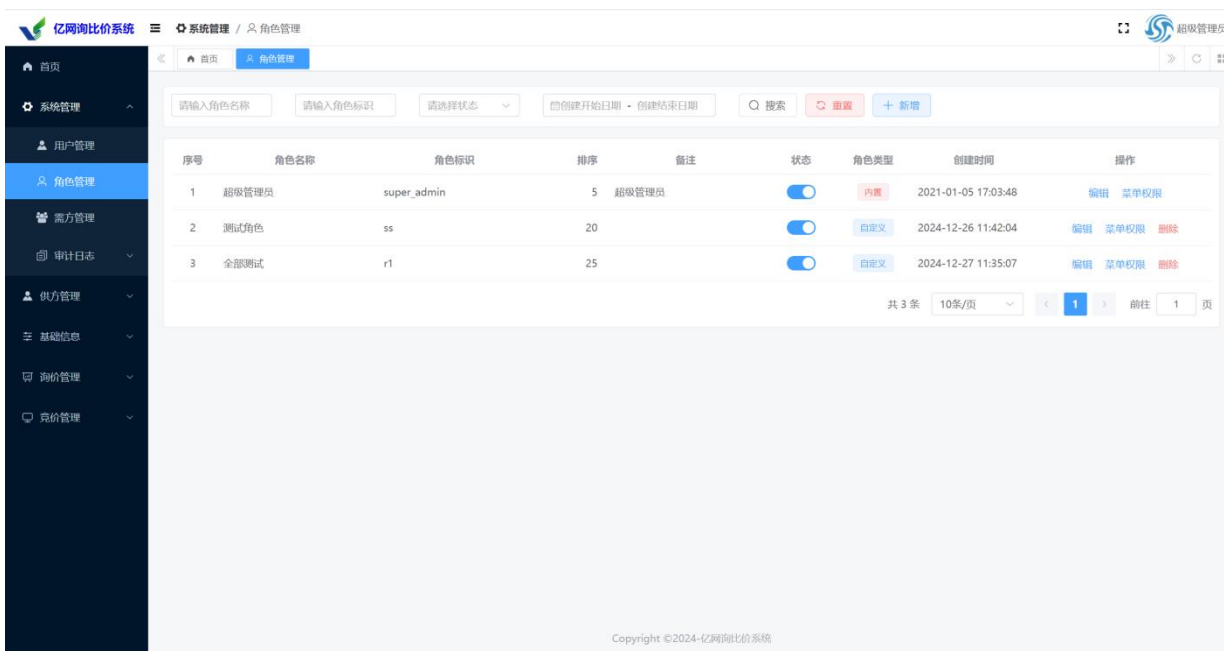 亿网询比价系统 系统管理 / 角色管理 超级管理员
首页 首页 角色管理
请输入角色名称 请输入角色标识 请选择状态 创建开始日期 - 创建结束日期 搜索 重置 新增
系统管理
用户管理
角色管理
需方管理
审计日志
供方管理
基础信息
询价管理
竞价管理
序号 角色名称 角色标识 排序 备注 状态 角色类型 创建时间 操作
1 超级管理员 super_admin 5 超级管理员 内置 2021-01-05 17:03:48 编辑 菜单权限
2 测试角色 ss 20 自定义 2024-12-26 11:42:04 编辑 菜单权限 删除
3 全部测试 r1 25 自定义 2024-12-27 11:35:07 编辑 菜单权限 删除
共 3 条 10条/页 1 前往 1 页
Copyright ©2024-亿网询比价系统